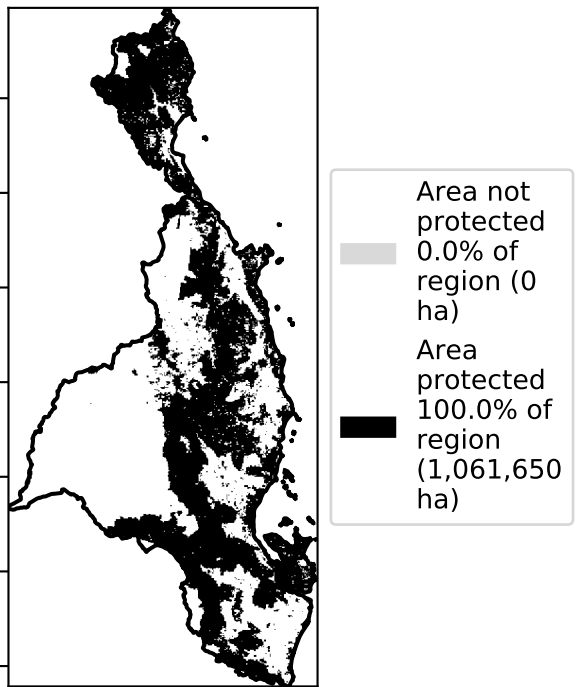 Area not
protected
0.0% of
region (0
ha)
Area
protected
100.0% of
region
(1,061,650
ha)